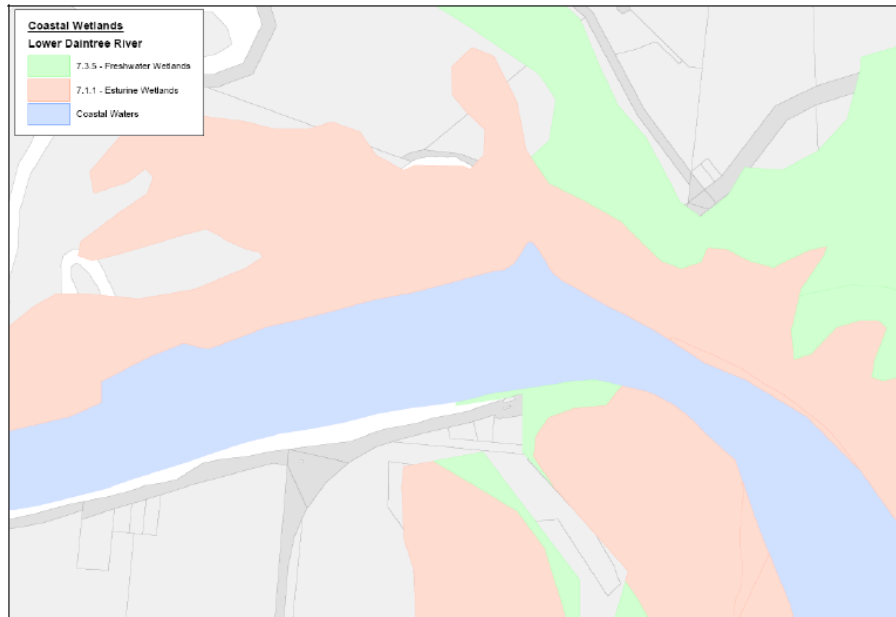 Coastal Wetlands
Lower Daintree River
7.3.5 - Freshwater Wetlands
7.1.1 - Esturine Wetlands
Coastal Waters